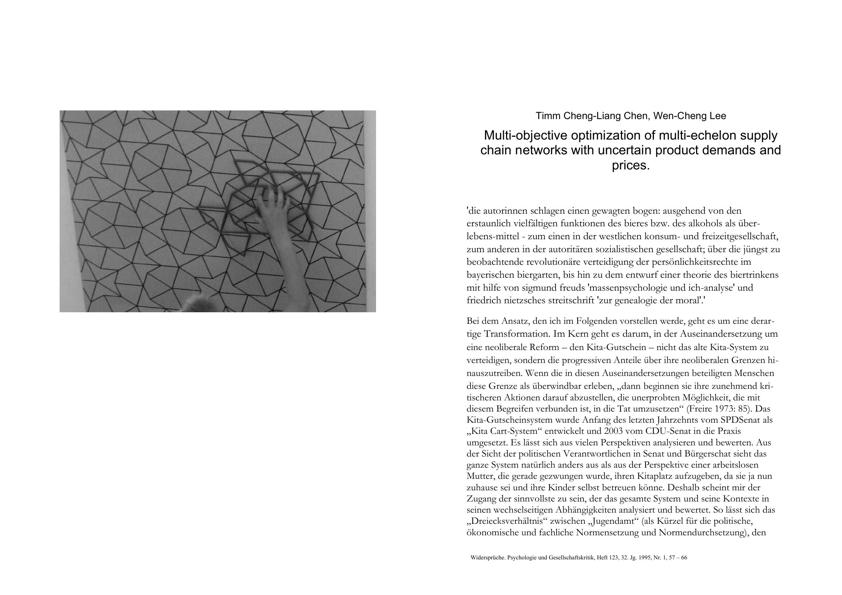 Timm Cheng-Liang Chen, Wen-Cheng Lee
Multi-objective optimization of multi-echelon supply
chain networks with uncertain product demands and
prices.
'die autorinnen schlagen einen gewagten bogen: ausgehend von den
erstaunlich vielfältigen funktionen des bieres bzw. des alkohols als über-
lebens-mittel - zum einen in der westlichen konsum- und freizeitgesellschaft,
zum anderen in der autoritären sozialistischen gesellschaft; über die jüngst zu
beobachtende revolutionäre verteidigung der persönlichkeitsrechte im
bayerischen biergarten, bis hin zu dem entwurf einer theorie des biertrinkens
mit hilfe von sigmund freuds 'massenpsychologie und ich-analyse' und
friedrich nietzsches streitschrift 'zur genealogie der moral'.'
Bei dem Ansatz, den ich im Folgenden vorstellen werde, geht es um eine derar-
tige Transformation. Im Kern geht es darum, in der Auseinandersetzung um
eine neoliberale Reform – den Kita-Gutschein – nicht das alte Kita-System zu
verteidigen, sondern die progressiven Anteile über ihre neoliberalen Grenzen hi-
nauszutreiben. Wenn die in diesen Auseinandersetzungen beteiligten Menschen
diese Grenze als überwindbar erleben, „dann beginnen sie ihre zunehmend kri-
tischeren Aktionen darauf abzustellen, die unerprobten Möglichkeit, die mit
diesem Begreifen verbunden ist, in die Tat umzusetzen“ (Freire 1973: 85). Das
Kita-Gutscheinsystem wurde Anfang des letzten Jahrzehnts vom SPDSenat als
„Kita Cart-System“ entwickelt und 2003 vom CDU-Senat in die Praxis
umgesetzt. Es lässt sich aus vielen Perspektiven analysieren und bewerten. Aus
der Sicht der politischen Verantwortlichen in Senat und Bürgerschat sicht das
ganze System natürlich anders aus als aus der Perspektive einer arbeitslosen
Mutter, die gerade gezwungen wurde, ihren Kitaplatz aufzugeben, da sie ja nun
zuhause sei und ihre Kinder selbst betreuen könne. Deshalb scheint mir der
Zugang der sinnvollste zu sein, der das gesamte System und seine Kontexte in
seinen wechselseitigen Abhängigkeiten analysiert und bewertet. So lässt sich das
„Dreiecksverhältnis“ zwischen „Jugendamt“ (als Kürzel für die politische,
ökonomische und fachliche Normensetzung und Normendurchsetzung), den
Widersprüche. Psychologie und Gesellschaftskritik, Heft 123, 32. Jg. 1995, Nr. 1, 57 – 66